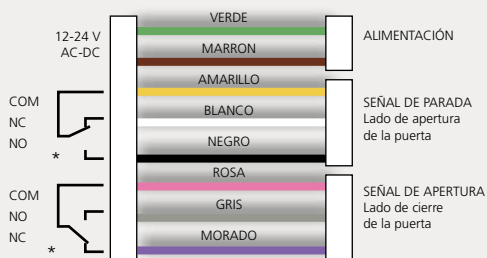 12-24 V
AC-DC
COM
NC
NO
*
COM
NO
NC
*
VERDE
MARRON
AMARILLO
BLANCO
NEGRO
ROSA
GRIS
MORADO
ALIMENTACIÓN
SEÑAL DE PARADA
Lado de apertura
de la puerta
SEÑAL DE APERTURA
Lado de cierre
de la puerta